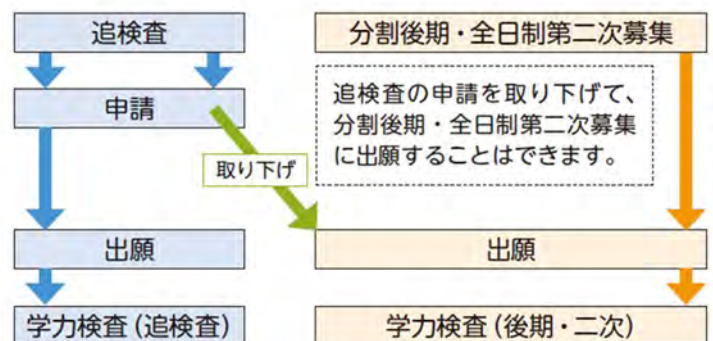 追検査
分割後期・全日制第二次募集
申請
追検査の申請を取り下げて、
分割後期・全日制第二次募集
に出願することはできます。
取り下げ
出願
出願
学力検査（追検査）
学力検査（後期・二次）